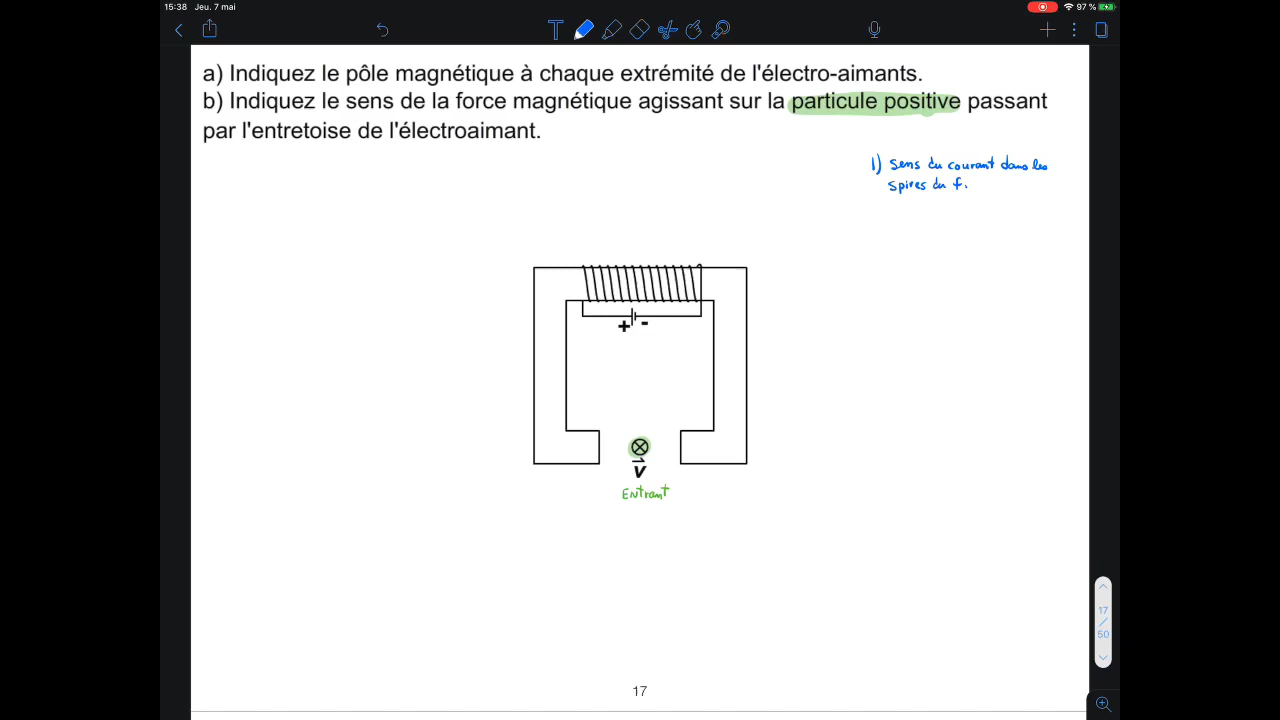 15:38 Jeu. 7 mai
97 %
T
a) Indiquez le pôle magnétique à chaque extrémité de l'électro-aimants.
b) Indiquez le sens de la force magnétique agissant sur la particule positive passant
par l'entretoise de l'électroaimant.
1) Sens du courant dans les
spires du f.
+ -
v
Entrant
17
/
50
17